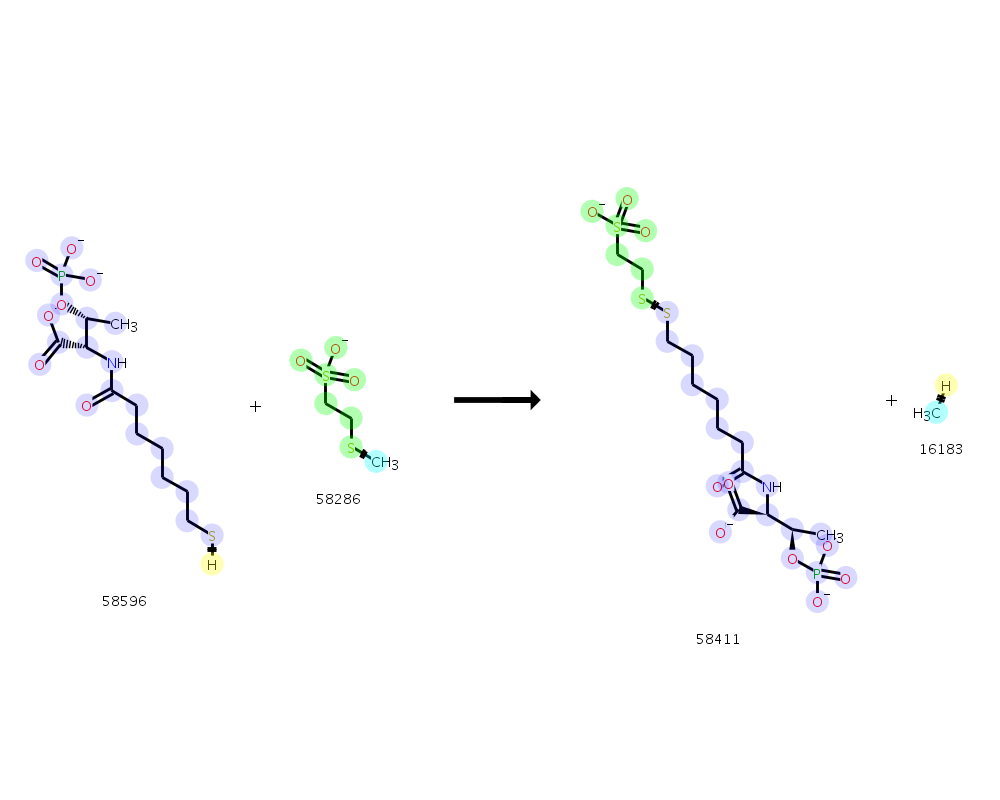 O O⁻ O⁻
P
O
O CH3
O
NH
O
S
H
58596
+
O⁻
O S O
S CH3
58286
O⁻ O
S O
S S
O O NH
O⁻
CH3
O O
P O
O⁻
58411
+
H
H3C
16183